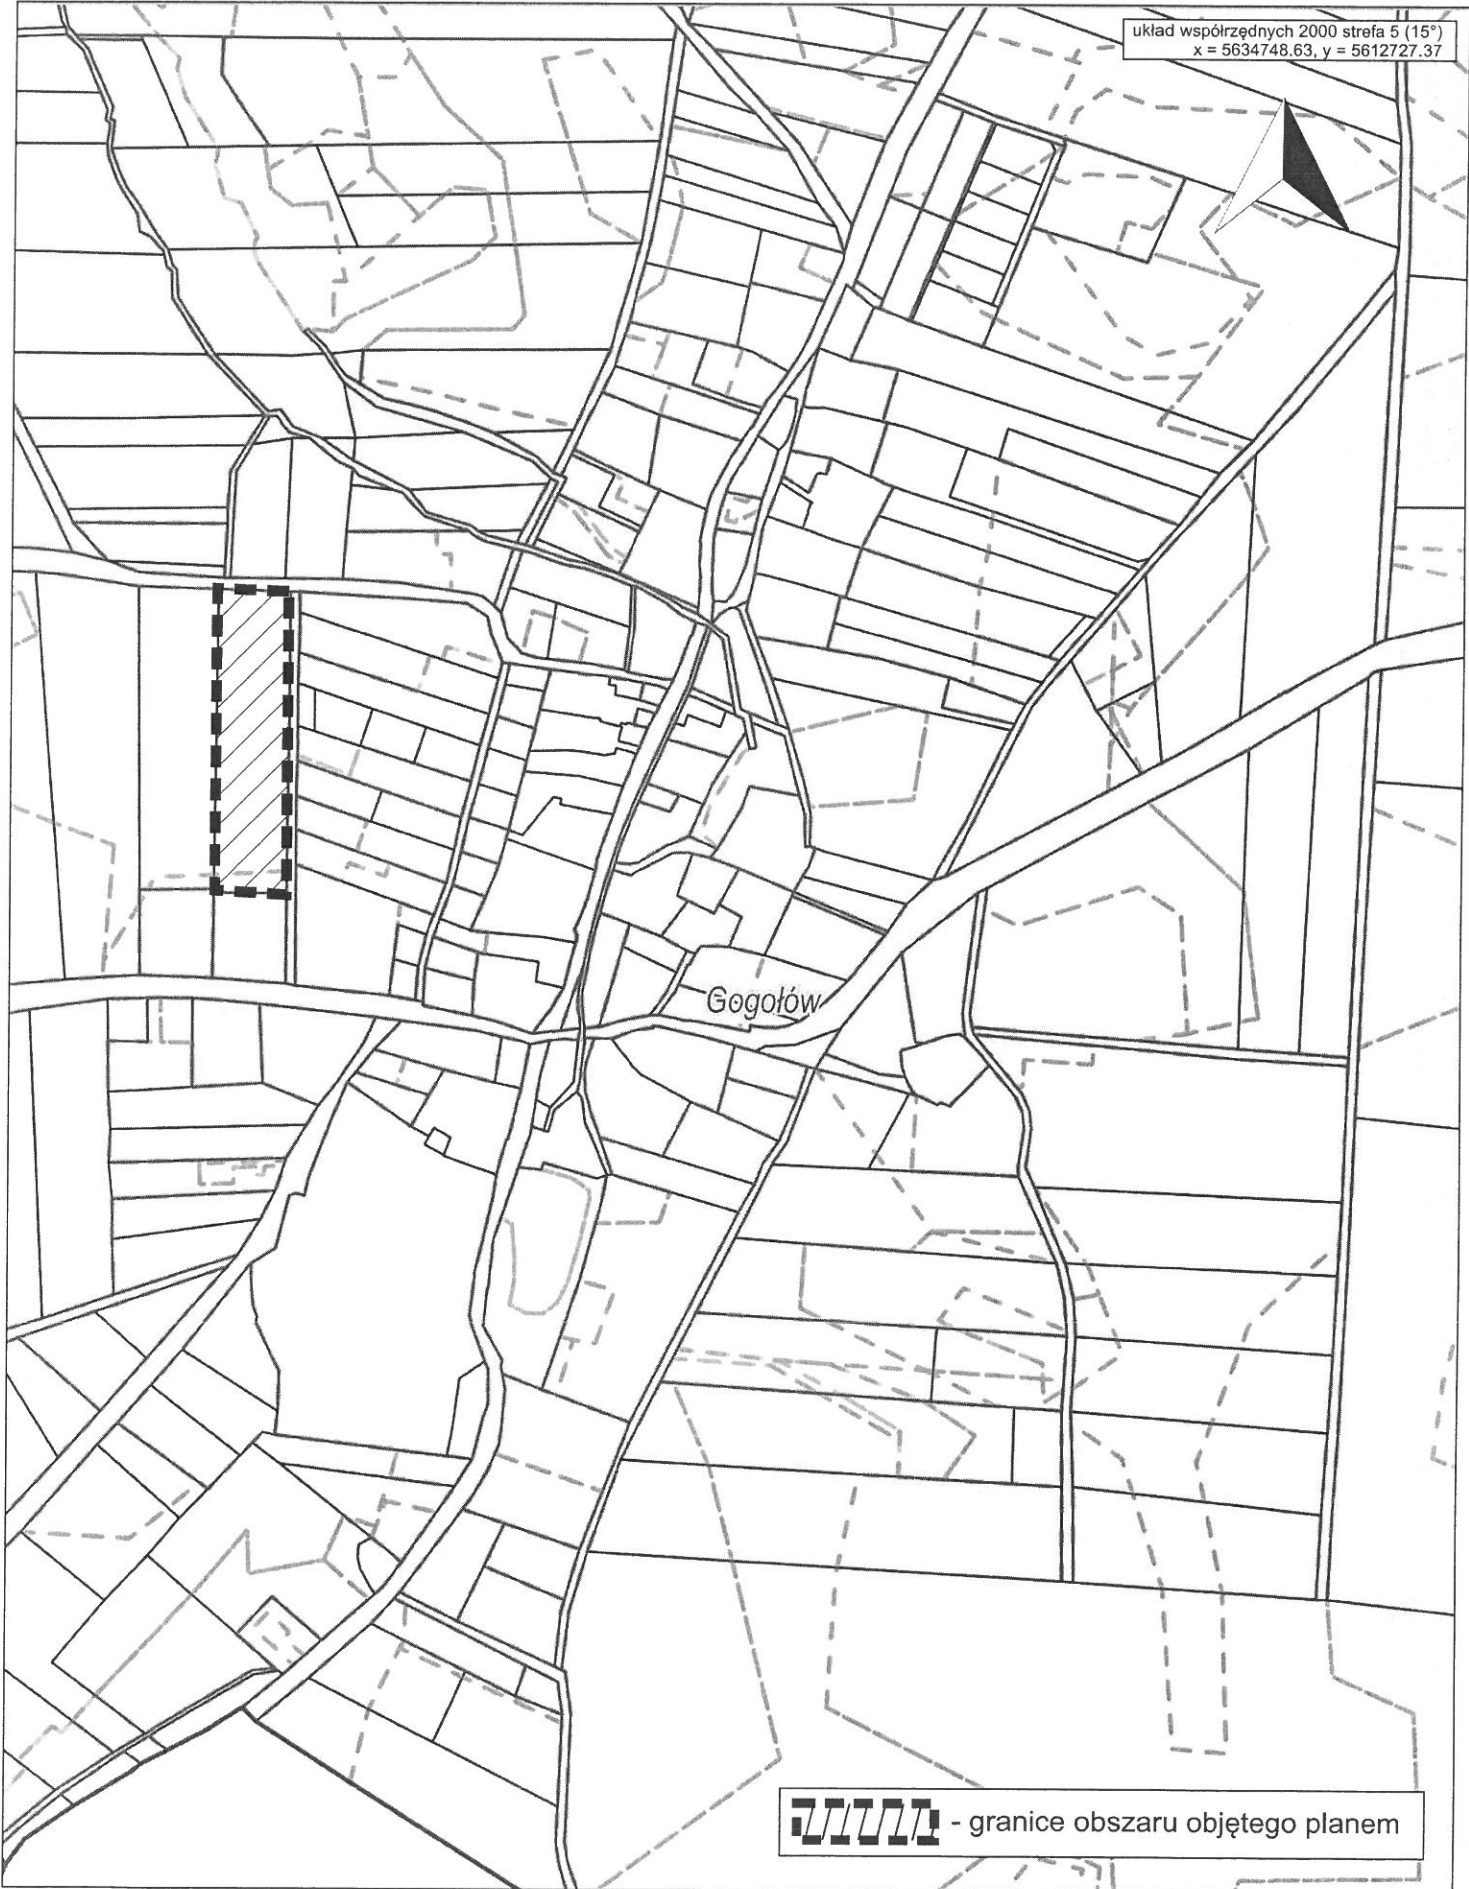 układ współrzędnych 2000 strefa 5 (15°)
x = 5634748.63, y = 5612727.37
Gogołów
- granice obszaru objętego planem